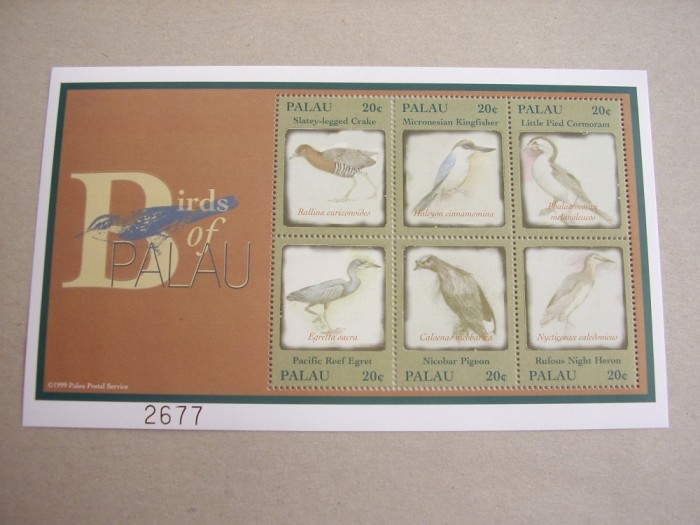 Birds
of
PALAU
©1999 Palau Postal Service
2677
PALAU 20¢
Slatey-legged Crake
Rallina eurizonoides
PALAU 20¢
Micronesian Kingfisher
Halcyon cinnamomina
PALAU 20¢
Little Pied Cormorant
Phalacrocorax
melanoleucos
Egretta sacra
Pacific Reef Egret
PALAU 20¢
Caloenas nicobarica
Nicobar Pigeon
PALAU 20¢
Nycticorax caledonicus
Rufous Night Heron
PALAU 20¢